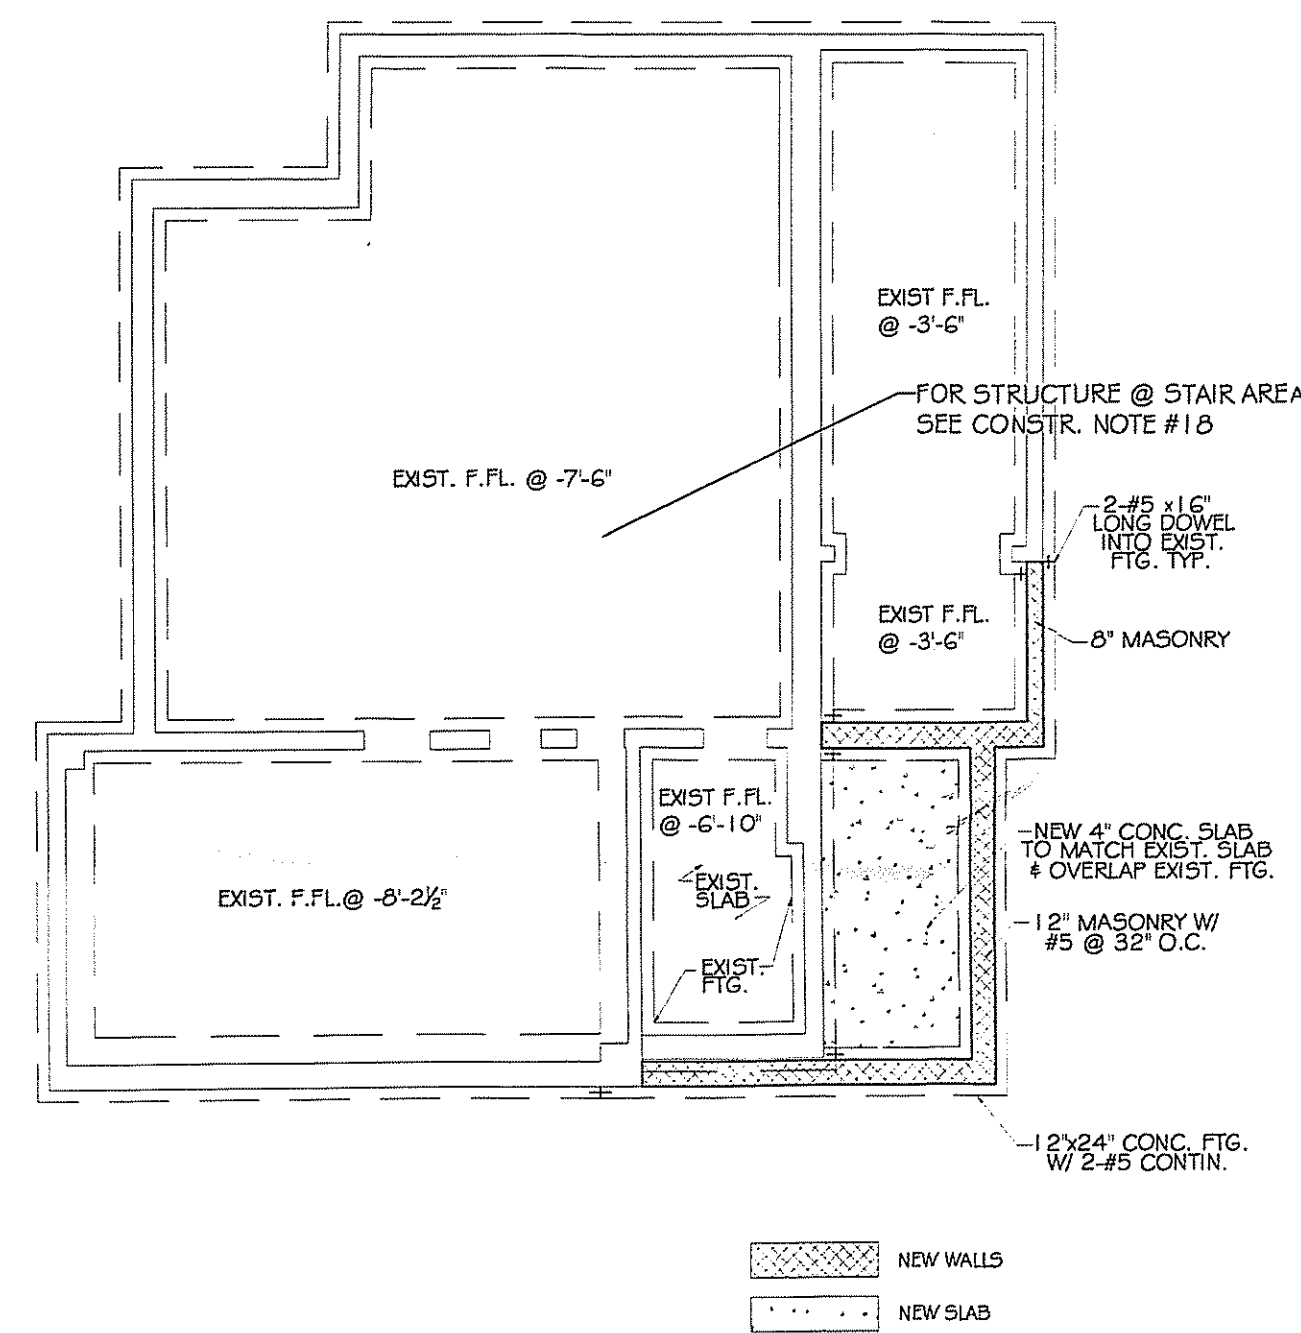 EXIST F.FL.
@ -3'-6"
FOR STRUCTURE @ STAIR AREA
SEE CONSTR. NOTE #18
EXIST. F.FL. @ -7'-6"
2-#5 x16"
LONG DOWEL
INTO EXIST.
FTG. TYP.
EXIST F.FL.
@ -3'-6"
8" MASONRY
EXIST F.FL.
@ -6'-10"
NEW 4" CONC. SLAB
TO MATCH EXIST. SLAB
& OVERLAP EXIST. FTG.
EXIST.
SLAB
EXIST. F.FL.@ -8'-2½"
12" MASONRY W/
#5 @ 32" O.C.
EXIST.
FTG.
12"x24" CONC. FTG.
W/ 2-#5 CONTIN.
NEW WALLS
NEW SLAB